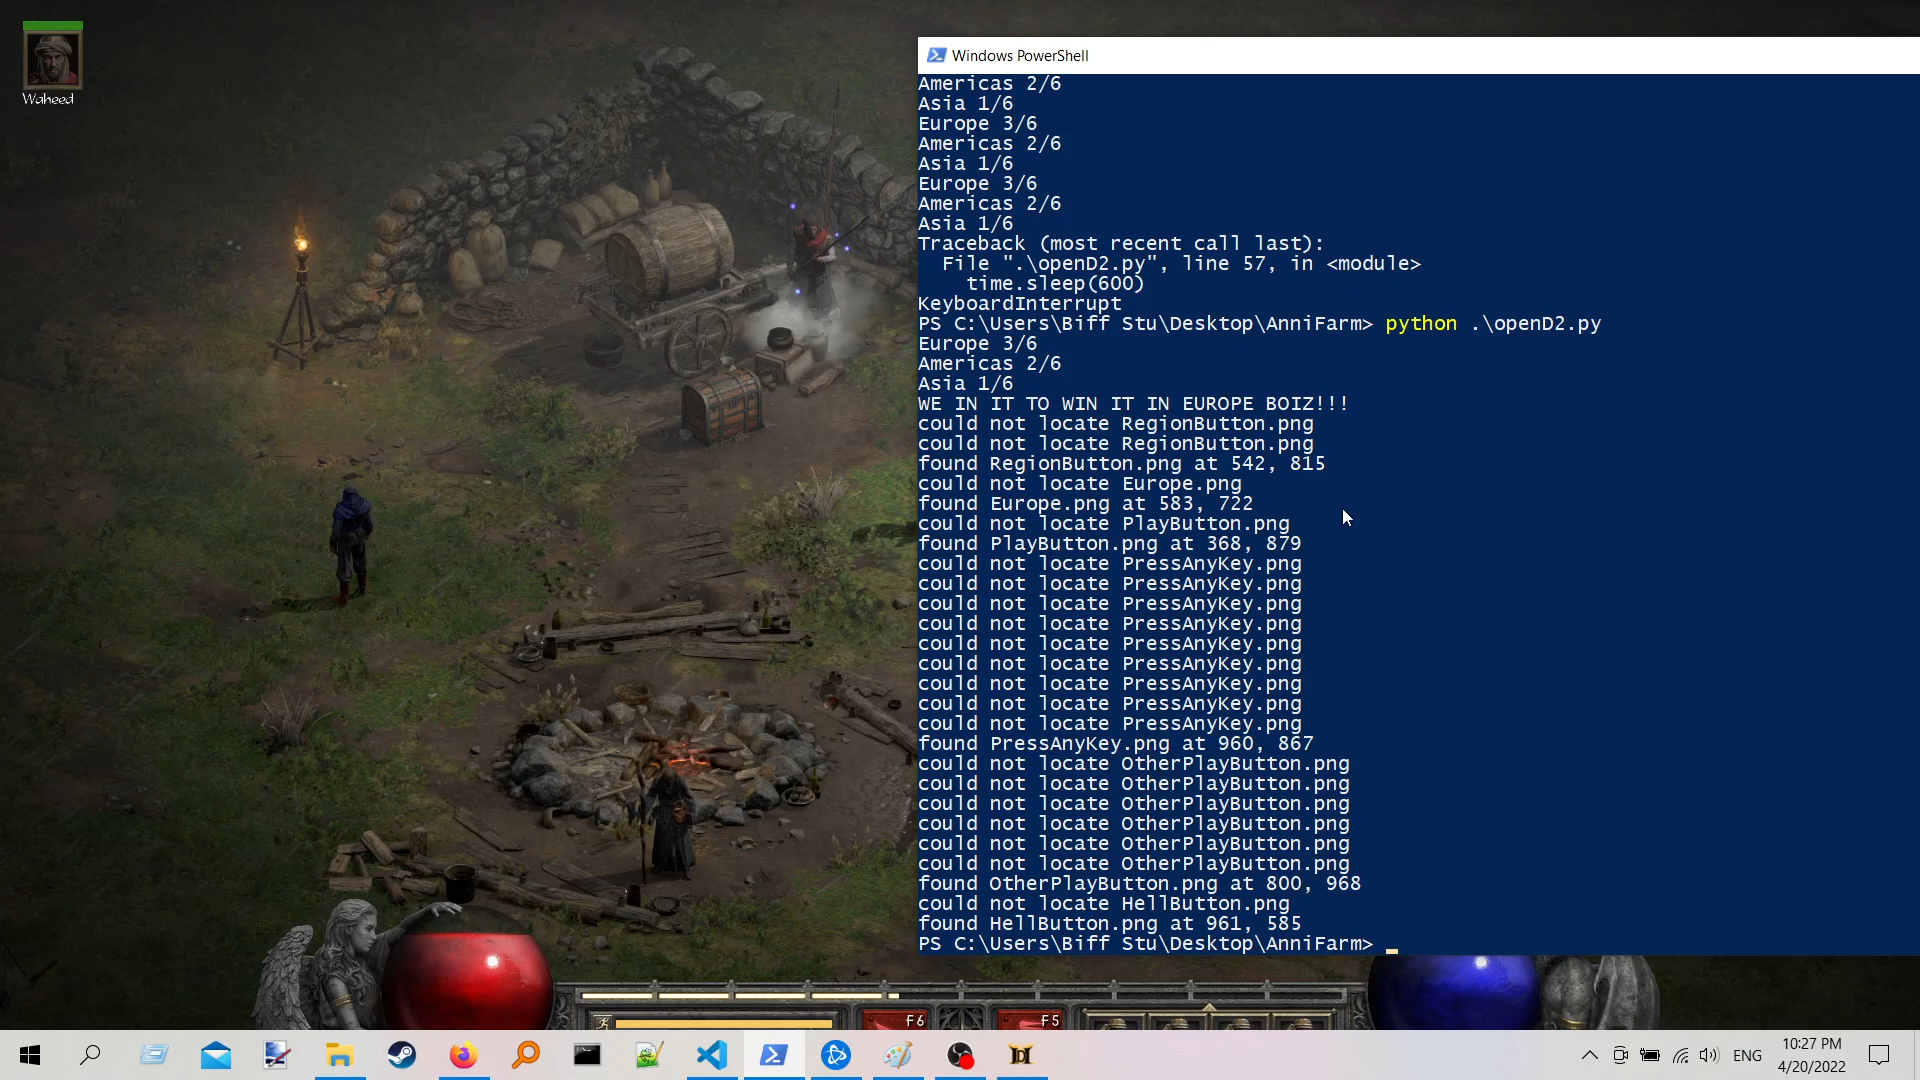 Waheed
Windows PowerShell
Americas 2/6
Asia 1/6
Europe 3/6
Americas 2/6
Asia 1/6
Europe 3/6
Americas 2/6
Asia 1/6
Traceback (most recent call last):
  File ".\openD2.py", line 57, in <module>
    time.sleep(600)
KeyboardInterrupt
PS C:\Users\Biff Stu\Desktop\AnniFarm> python .\openD2.py
Europe 3/6
Americas 2/6
Asia 1/6
WE IN IT TO WIN IT IN EUROPE BOIZ!!!
could not locate RegionButton.png
could not locate RegionButton.png
found RegionButton.png at 542, 815
could not locate Europe.png
found Europe.png at 583, 722
could not locate PlayButton.png
found PlayButton.png at 368, 879
could not locate PressAnyKey.png
could not locate PressAnyKey.png
could not locate PressAnyKey.png
could not locate PressAnyKey.png
could not locate PressAnyKey.png
could not locate PressAnyKey.png
could not locate PressAnyKey.png
could not locate PressAnyKey.png
could not locate PressAnyKey.png
found PressAnyKey.png at 960, 867
could not locate OtherPlayButton.png
could not locate OtherPlayButton.png
could not locate OtherPlayButton.png
could not locate OtherPlayButton.png
could not locate OtherPlayButton.png
could not locate OtherPlayButton.png
found OtherPlayButton.png at 800, 968
could not locate HellButton.png
found HellButton.png at 961, 585
PS C:\Users\Biff Stu\Desktop\AnniFarm>
F6
F5
ENG
10:27 PM
4/20/2022